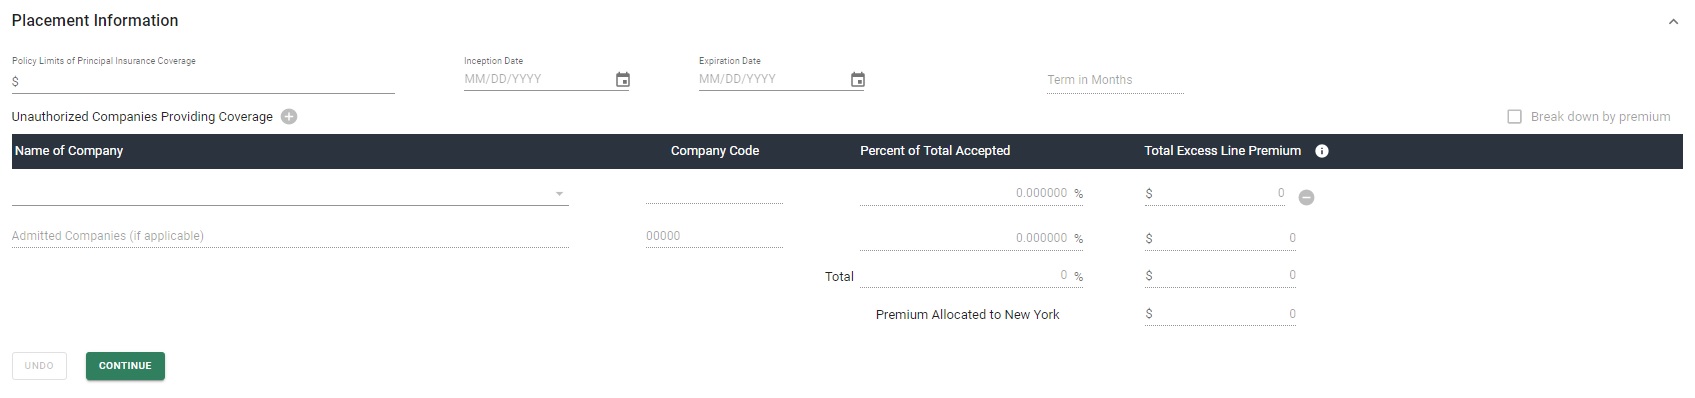 Placement Information
Policy Limits of Principal Insurance Coverage
$
Inception Date
MM/DD/YYYY
Expiration Date
MM/DD/YYYY
Term in Months
Unauthorized Companies Providing Coverage
Break down by premium
Name of Company Company Code Percent of Total Accepted Total Excess Line Premium
0.000000 % $ 0
Admitted Companies (if applicable) 00000 0.000000 % $ 0
Total 0 % $ 0
Premium Allocated to New York $ 0
UNDO CONTINUE